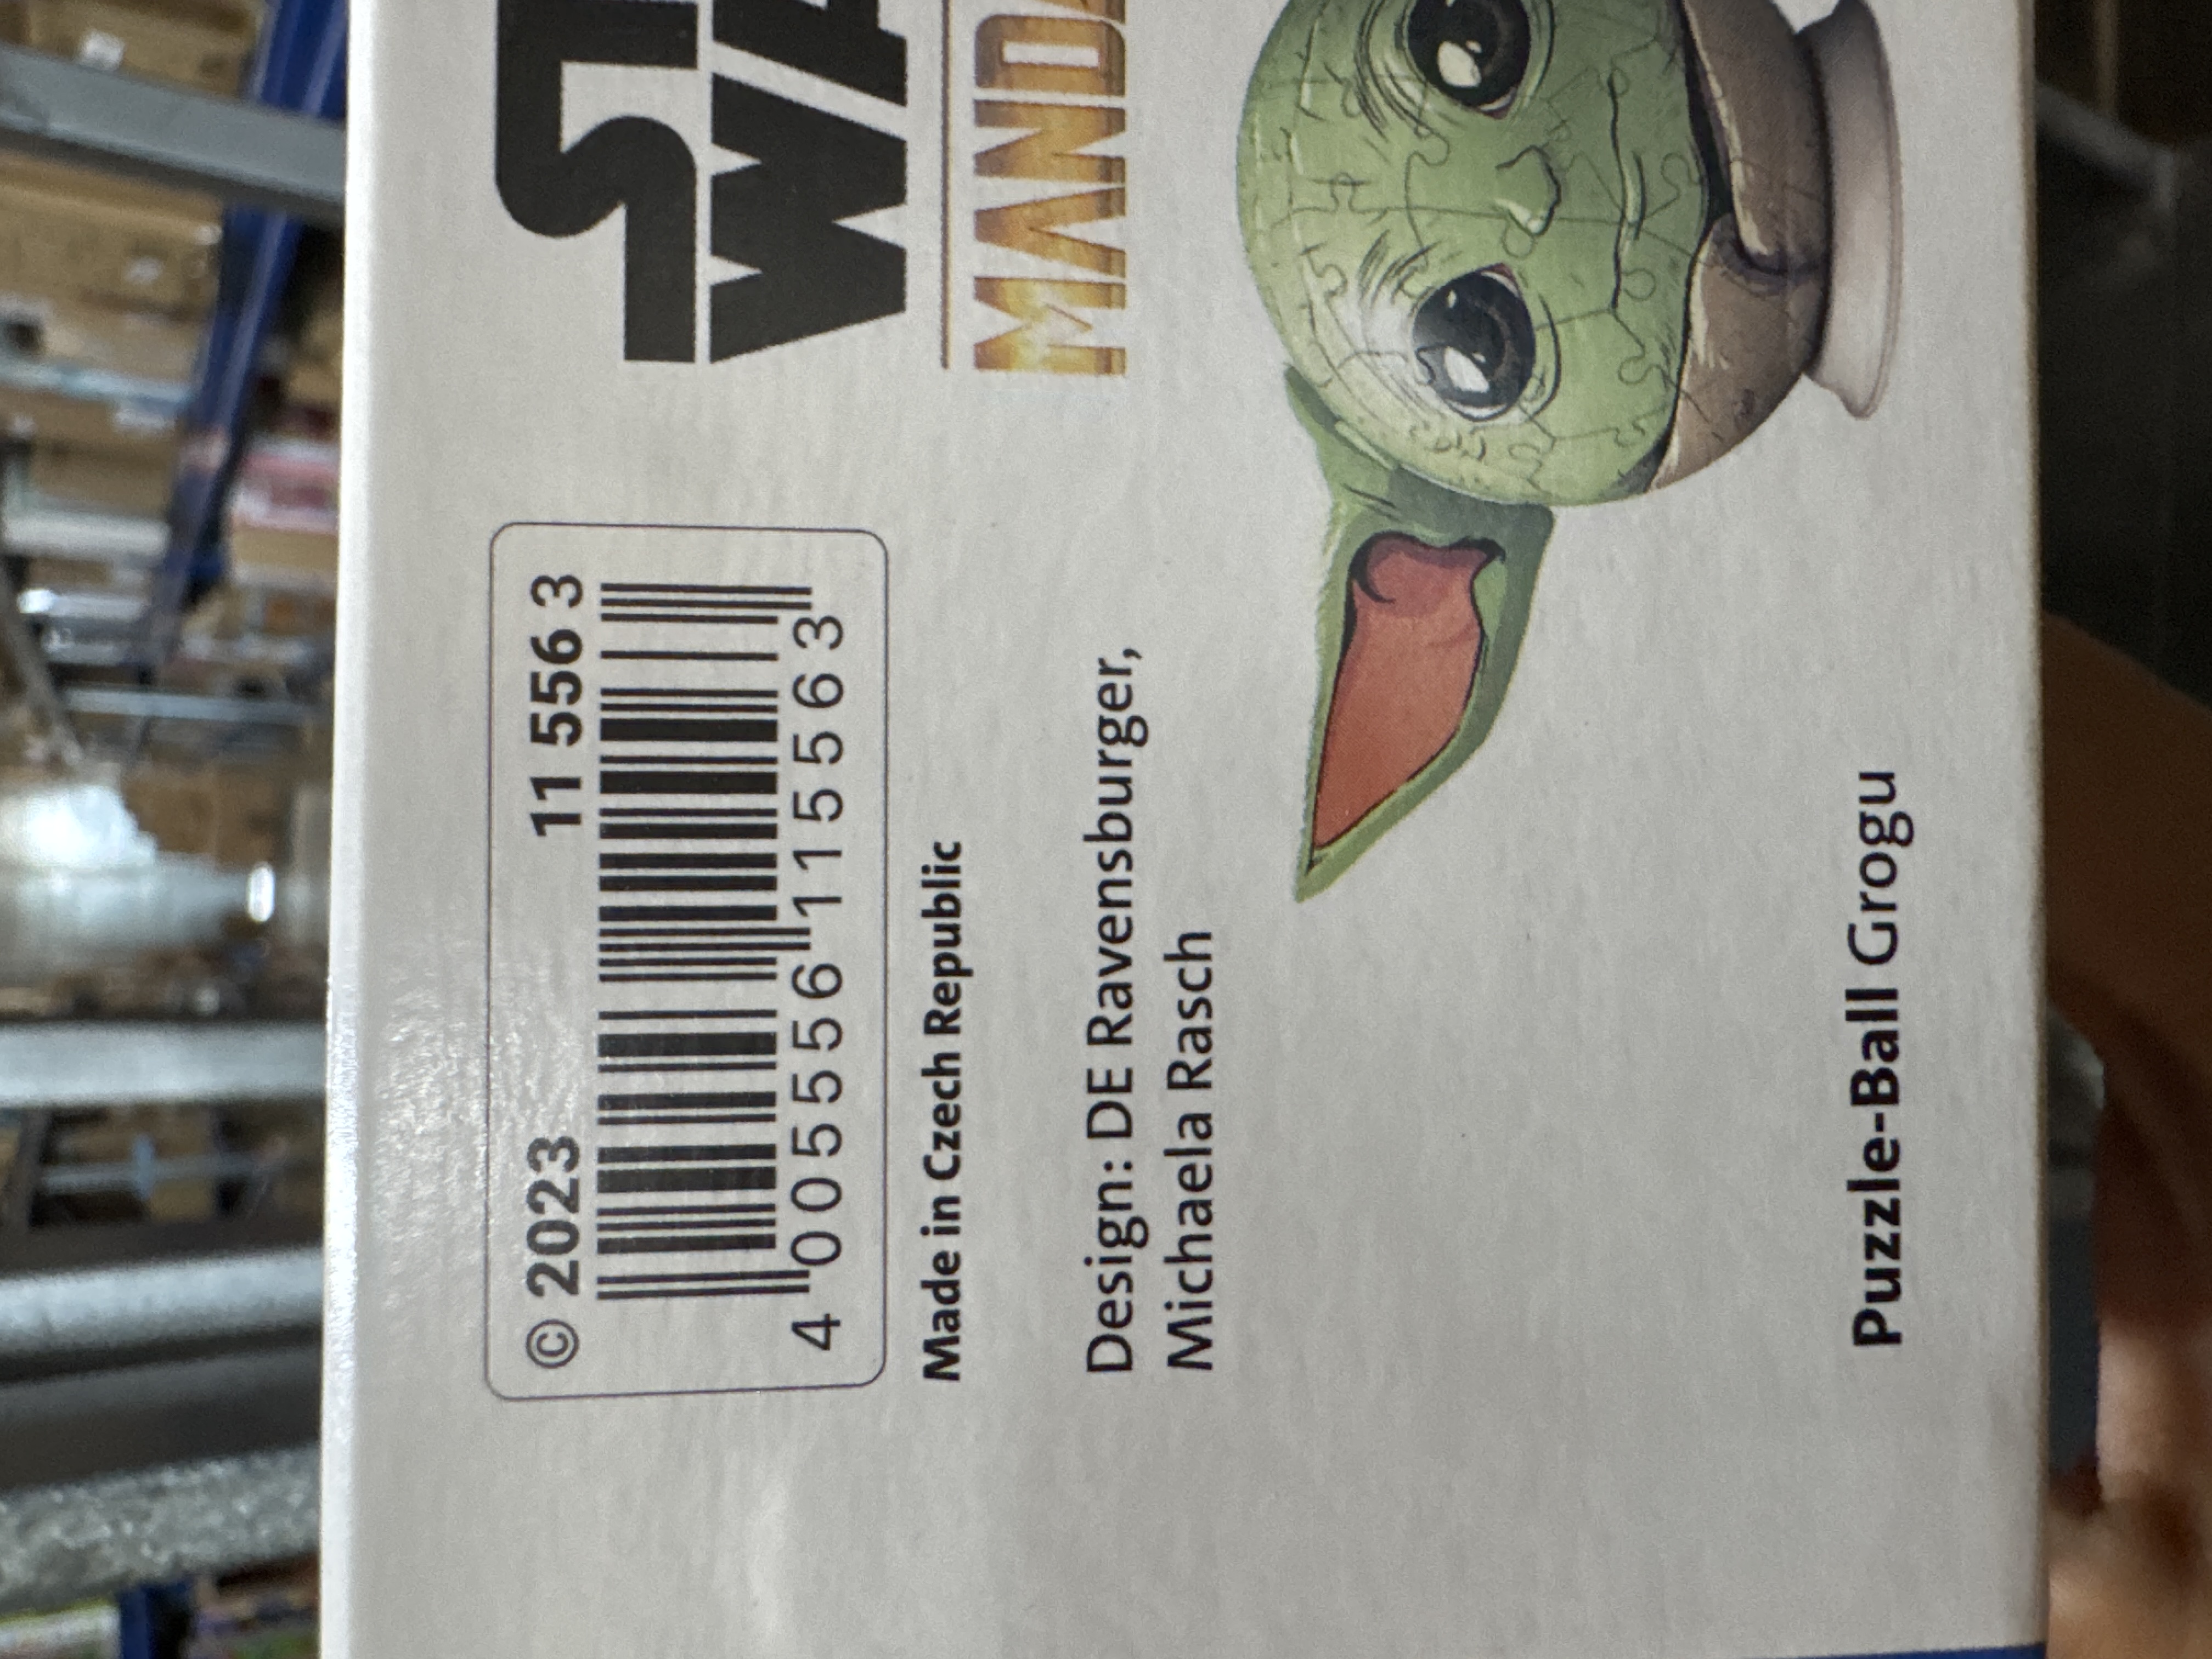 © 2023 11 556 3
4 005556 115563
Made in Czech Republic
Design: DE Ravensburger,
Michaela Rasch
Puzzle-Ball Grogu